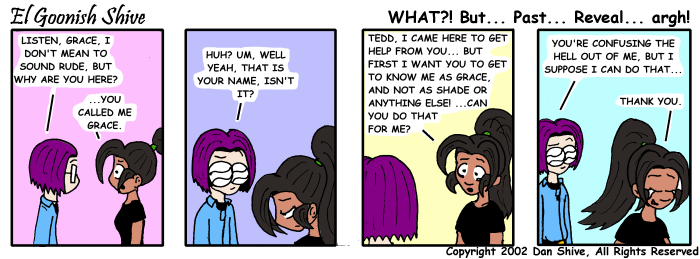 El Goonish Shive
WHAT?! But... Past... Reveal... argh!
LISTEN, GRACE, I
DON'T MEAN TO
SOUND RUDE, BUT
WHY ARE YOU HERE?
...YOU
CALLED ME
GRACE.
HUH? UM, WELL
YEAH, THAT IS
YOUR NAME, ISN'T
IT?
TEDD, I CAME HERE TO GET
HELP FROM YOU... BUT
FIRST I WANT YOU TO GET
TO KNOW ME AS GRACE,
AND NOT AS SHADE OR
ANYTHING ELSE! ...CAN
YOU DO THAT
FOR ME?
YOU'RE CONFUSING THE
HELL OUT OF ME, BUT I
SUPPOSE I CAN DO THAT...
THANK YOU.
Copyright 2002 Dan Shive, All Rights Reserved